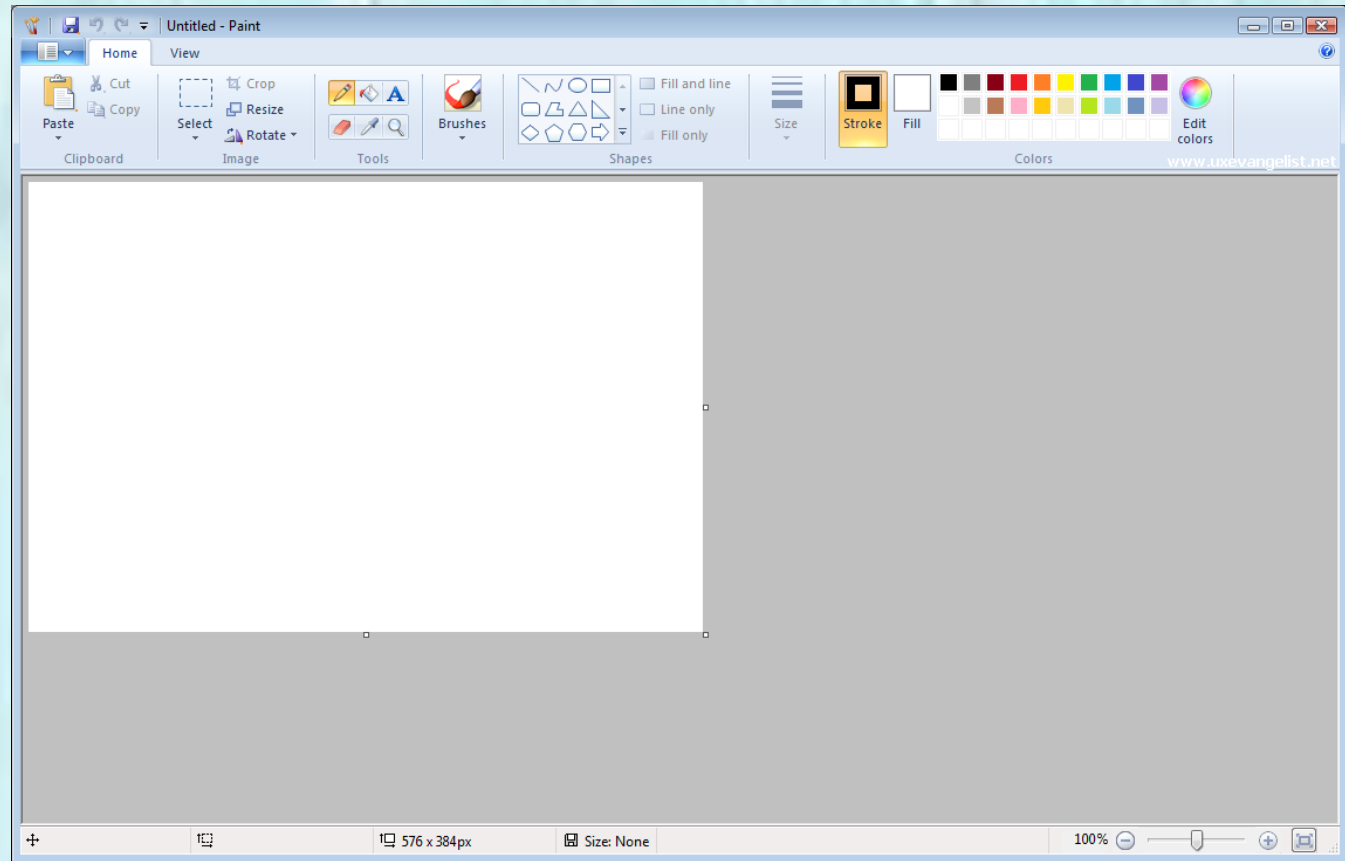 Untitled - Paint
Home View
Paste
Cut
Copy
Clipboard
Select
Crop
Resize
Rotate
Image
A
Tools
Brushes
Fill and line
Line only
Fill only
Shapes
Size
Stroke
Fill
Edit
colors
Colors
www.uxevangelist.net
576 x 384px
Size: None
100%